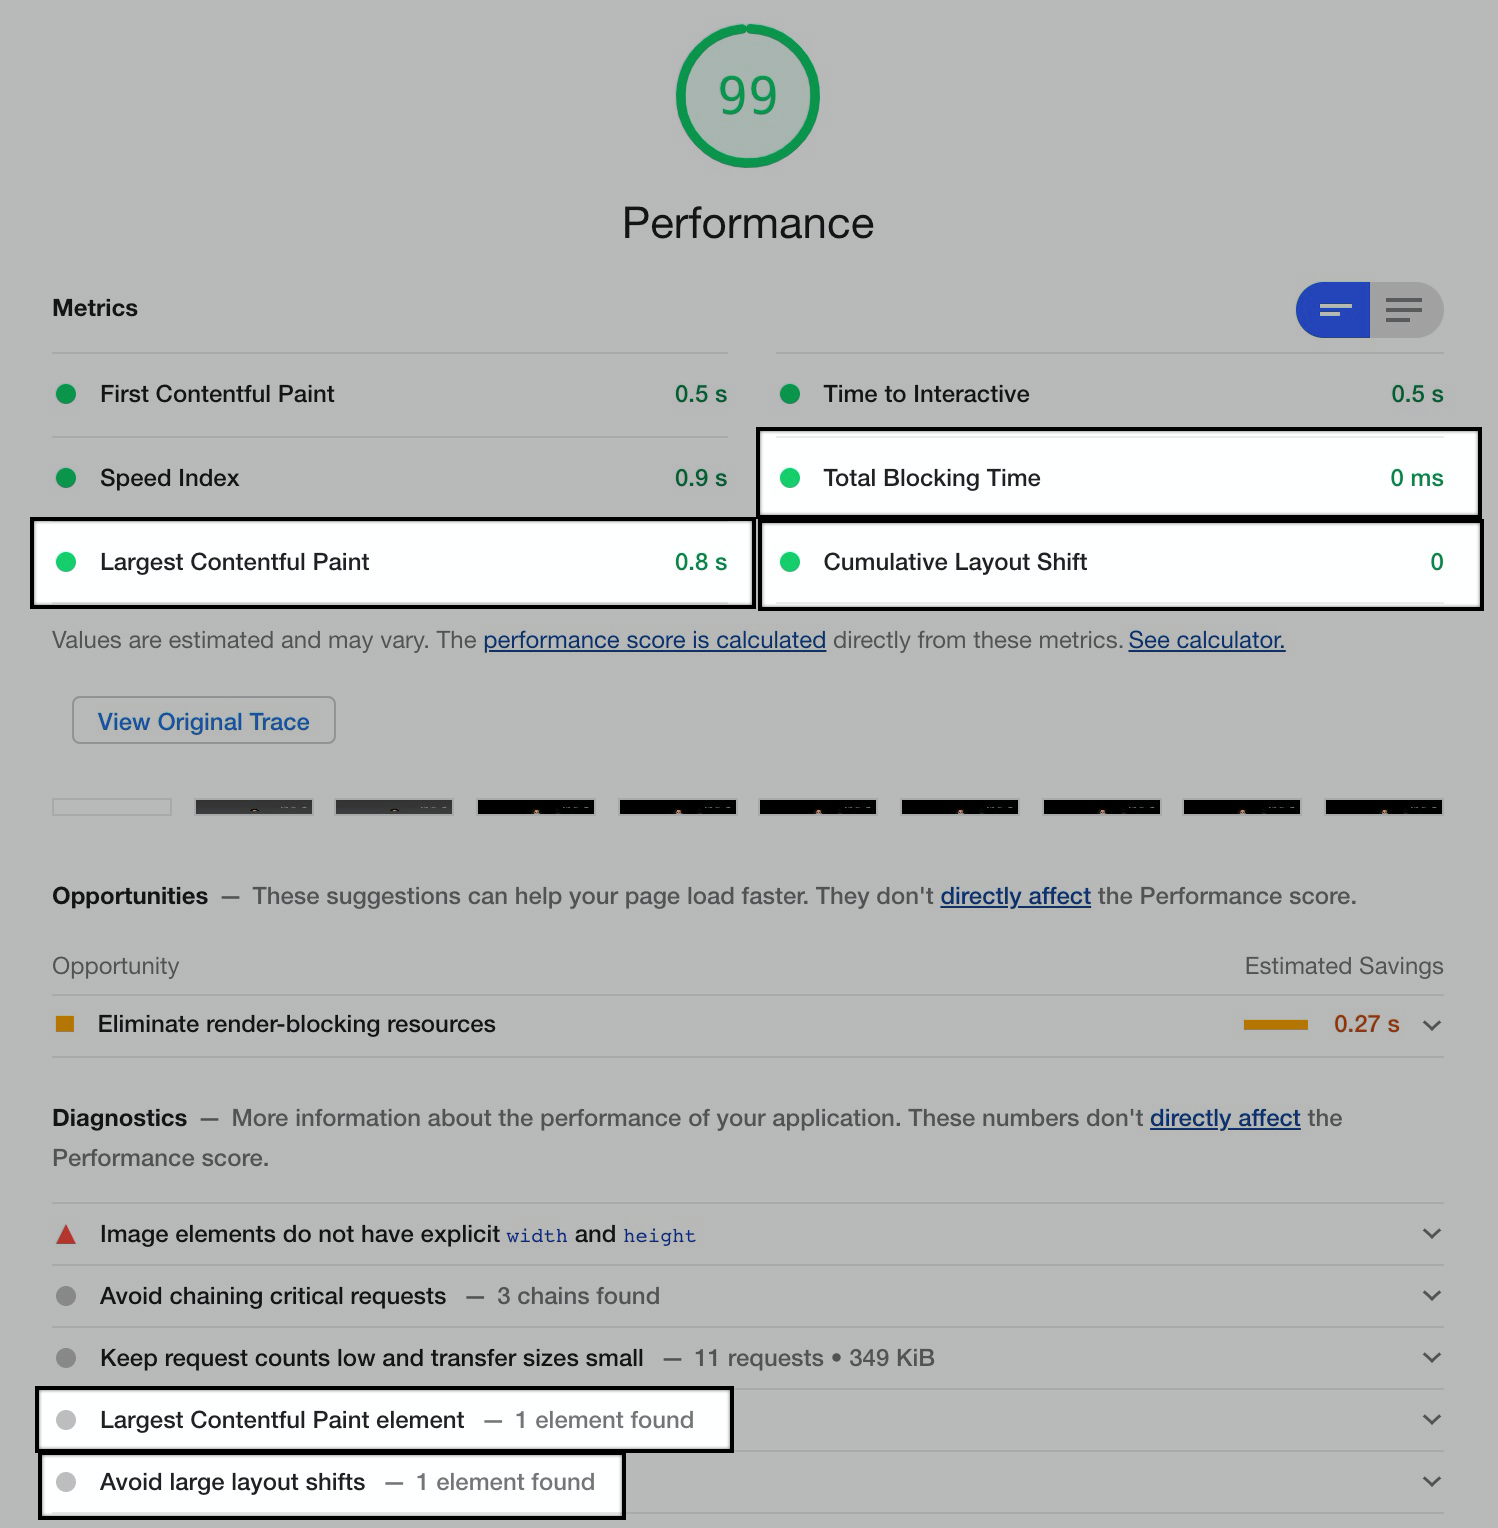 99
Performance
Metrics
First Contentful Paint 0.5 s
Time to Interactive 0.5 s
Speed Index 0.9 s
Total Blocking Time 0 ms
Largest Contentful Paint 0.8 s
Cumulative Layout Shift 0
Values are estimated and may vary. The performance score is calculated directly from these metrics. See calculator.
View Original Trace
Opportunities — These suggestions can help your page load faster. They don't directly affect the Performance score.
Opportunity Estimated Savings
Eliminate render-blocking resources 0.27 s
Diagnostics — More information about the performance of your application. These numbers don't directly affect the
Performance score.
Image elements do not have explicit width and height
Avoid chaining critical requests — 3 chains found
Keep request counts low and transfer sizes small — 11 requests • 349 KiB
Largest Contentful Paint element — 1 element found
Avoid large layout shifts — 1 element found